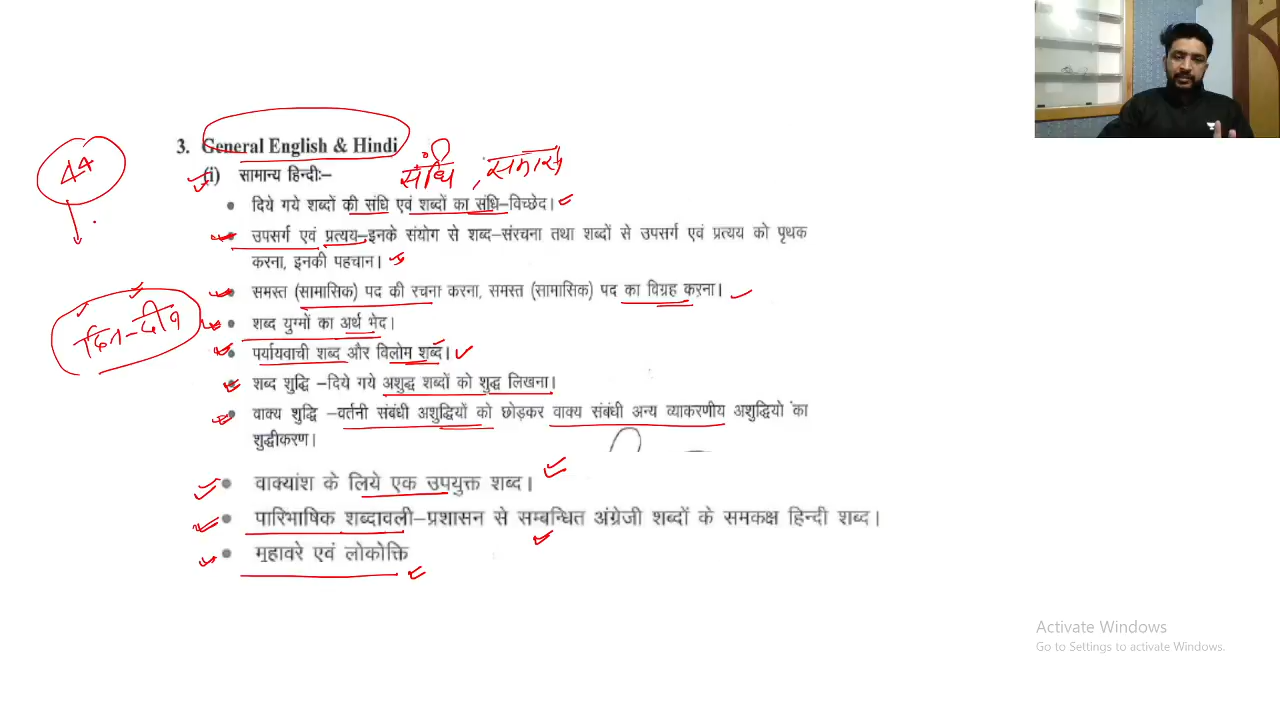 3. General English & Hindi
44
संधि, समास
(i) सामान्य हिन्दीः–
• दिये गये शब्दों की संधि एवं शब्दों का संधि–विच्छेद।
• उपसर्ग एवं प्रत्यय–इनके संयोग से शब्द–संरचना तथा शब्दों से उपसर्ग एवं प्रत्यय को पृथक
करना, इनकी पहचान।
• समस्त (सामासिक) पद की रचना करना, समस्त (सामासिक) पद का विग्रह करना।
• शब्द युग्मों का अर्थ भेद।
• पर्यायवाची शब्द और विलोम शब्द।
• शब्द शुद्धि –दिये गये अशुद्ध शब्दों को शुद्ध लिखना।
• वाक्य शुद्धि –वर्तनी संबंधी अशुद्धियों को छोड़कर वाक्य संबंधी अन्य व्याकरणीय अशुद्धियो का
शुद्धीकरण।
• वाक्यांश के लिये एक उपयुक्त शब्द।
• पारिभाषिक शब्दावली–प्रशासन से सम्बन्धित अंग्रेजी शब्दों के समकक्ष हिन्दी शब्द।
• मुहावरे एवं लोकोक्ति
Activate Windows
Go to Settings to activate Windows.